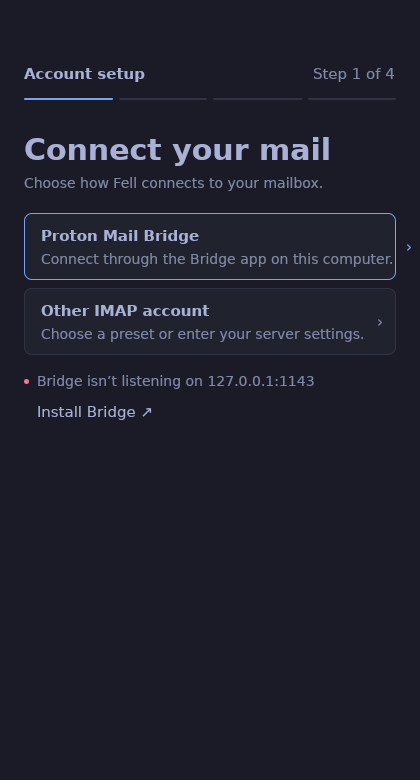 Account setup
Step 1 of 4
Connect your mail
Choose how Fell connects to your mailbox.
Proton Mail Bridge
Connect through the Bridge app on this computer.
›
Other IMAP account
Choose a preset or enter your server settings.
›
Bridge isn’t listening on 127.0.0.1:1143
Install Bridge ↗